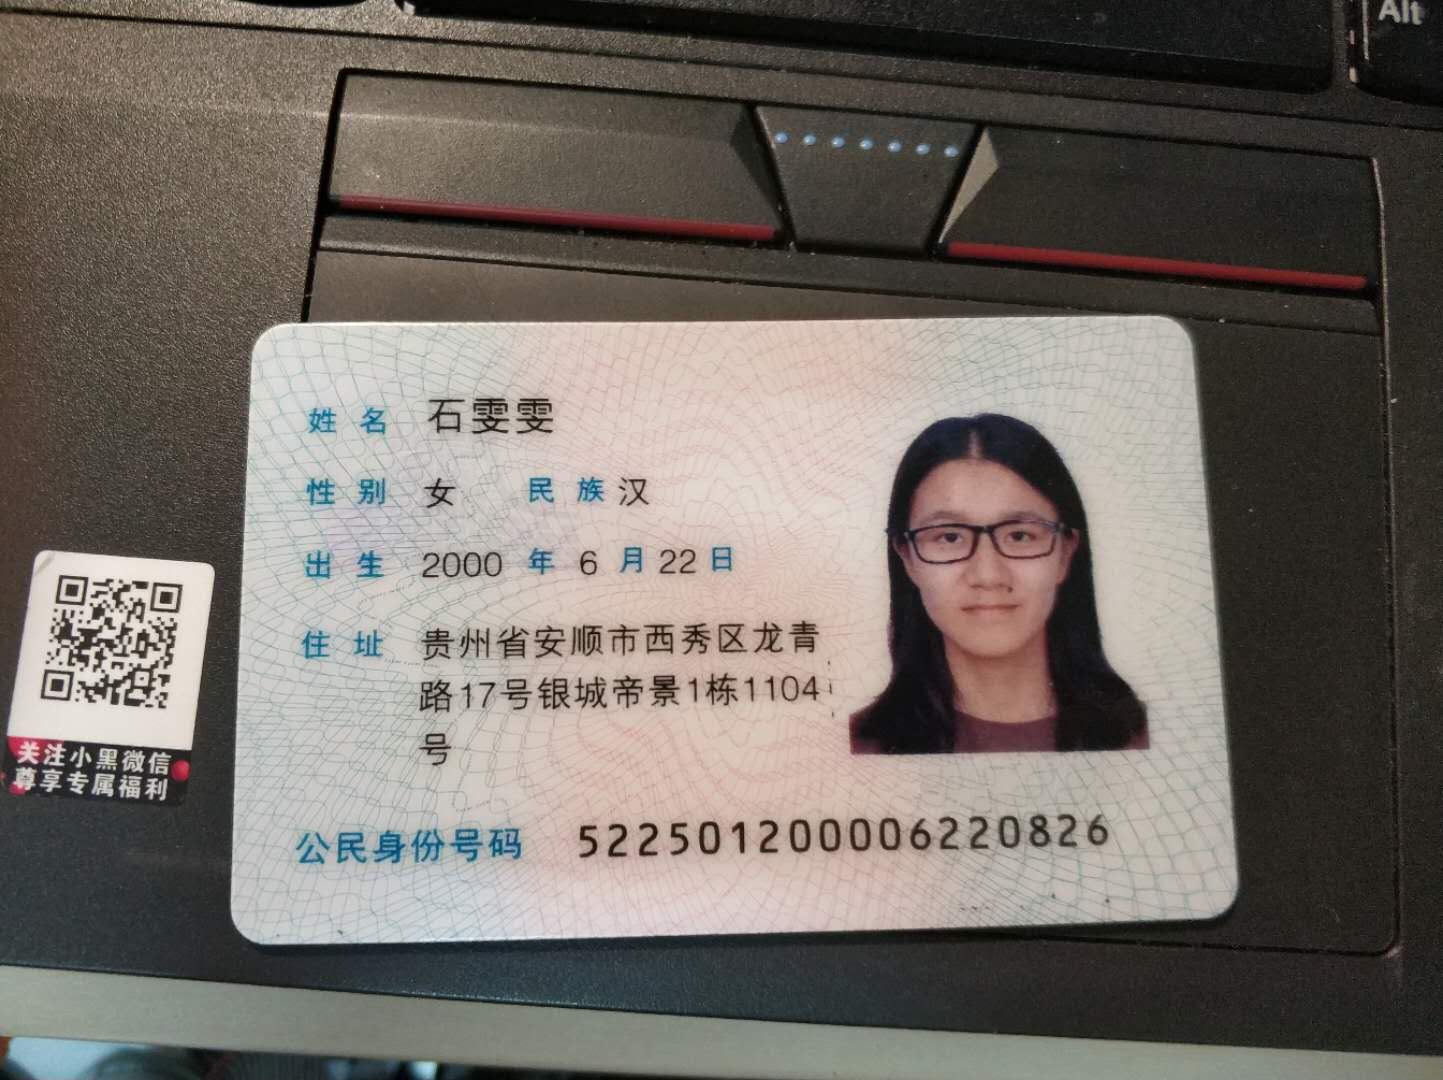 Alt
姓名 石雯雯
性别 女 民族 汉
出生 2000 年 6 月 22 日
住址 贵州省安顺市西秀区龙青
路17号银城帝景1栋1104
号
公民身份号码 522501200006220826
关注小黑微信
尊享专属福利